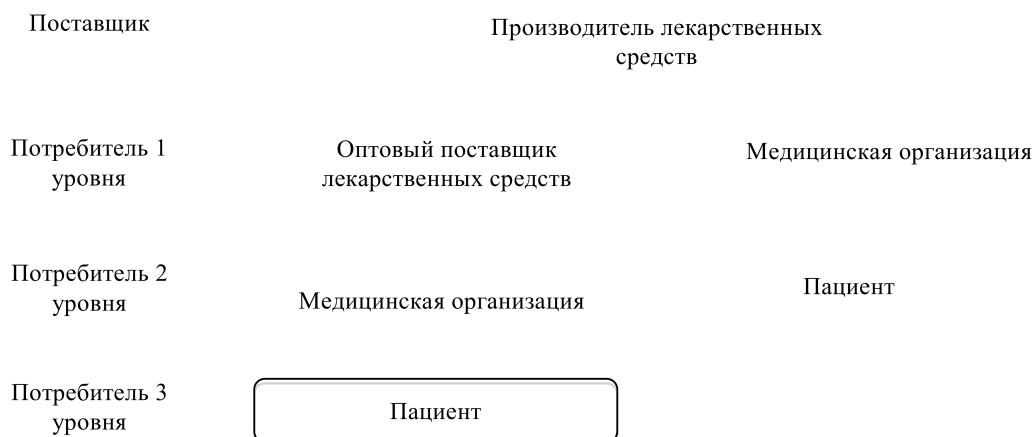 Поставщик
Производитель лекарственных
средств
Потребитель 1
уровня
Оптовый поставщик
лекарственных средств
Медицинская организация
Потребитель 2
уровня
Медицинская организация
Пациент
Потребитель 3
уровня
Пациент